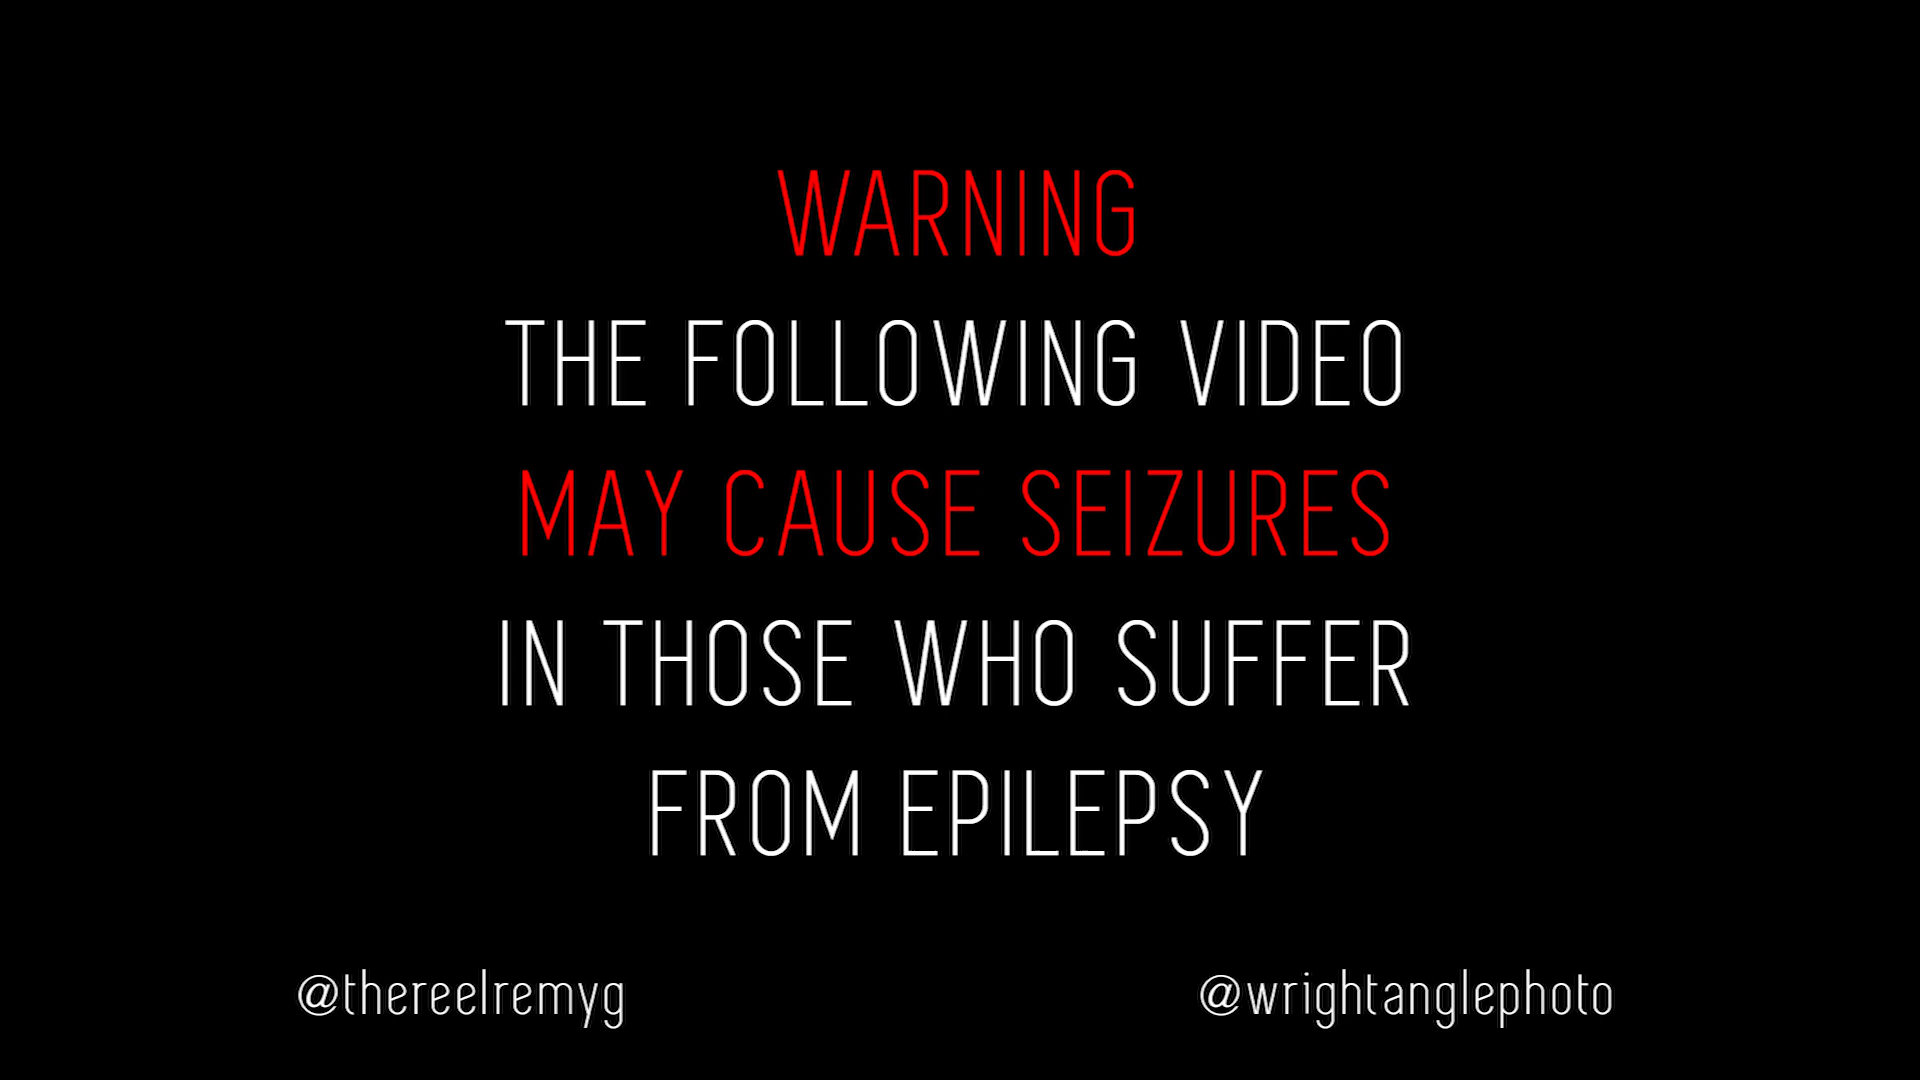 WARNING
THE FOLLOWING VIDEO
MAY CAUSE SEIZURES
IN THOSE WHO SUFFER
FROM EPILEPSY
@thereelremyg
@wrightanglephoto